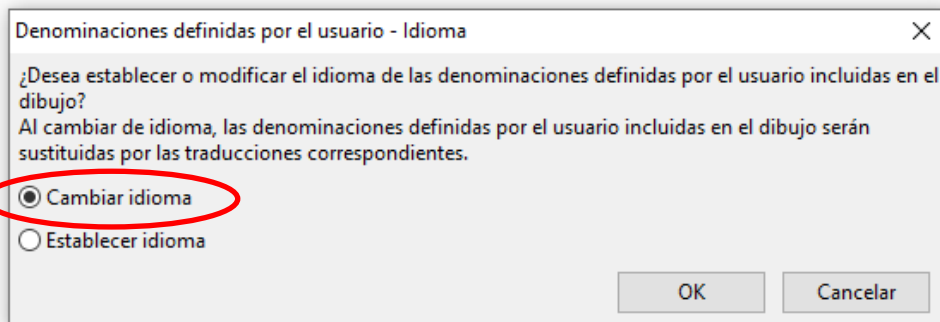 Denominaciones definidas por el usuario - Idioma
¿Desea establecer o modificar el idioma de las denominaciones definidas por el usuario incluidas en el
dibujo?
Al cambiar de idioma, las denominaciones definidas por el usuario incluidas en el dibujo serán
sustituidas por las traducciones correspondientes.
Cambiar idioma
Establecer idioma
OK Cancelar